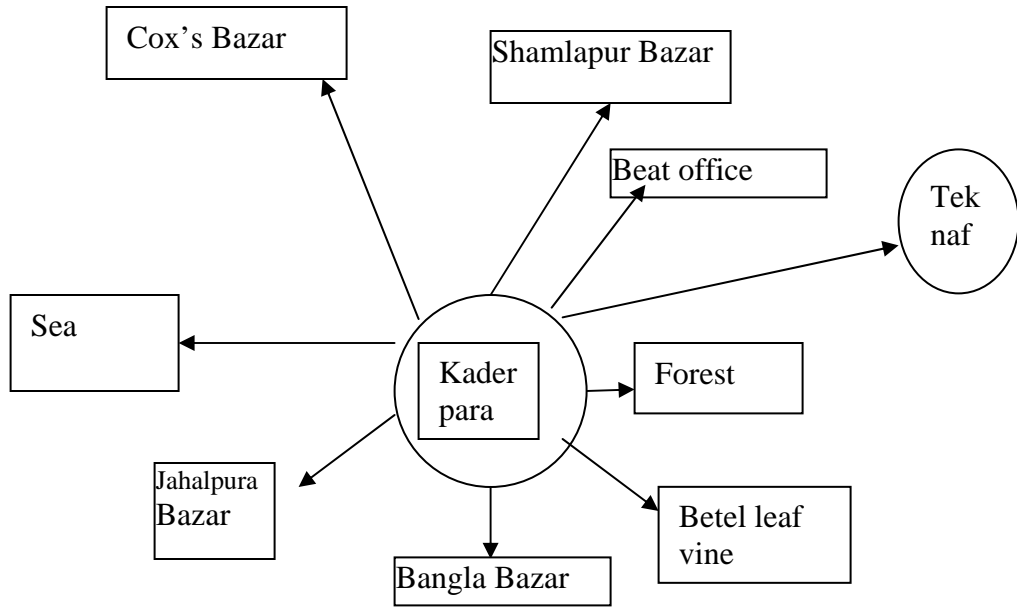 Cox’s Bazar
Shamlapur Bazar
Beat office
Tek
naf
Sea
Kader
para
Forest
Jahalpura
Bazar
Betel leaf
vine
Bangla Bazar